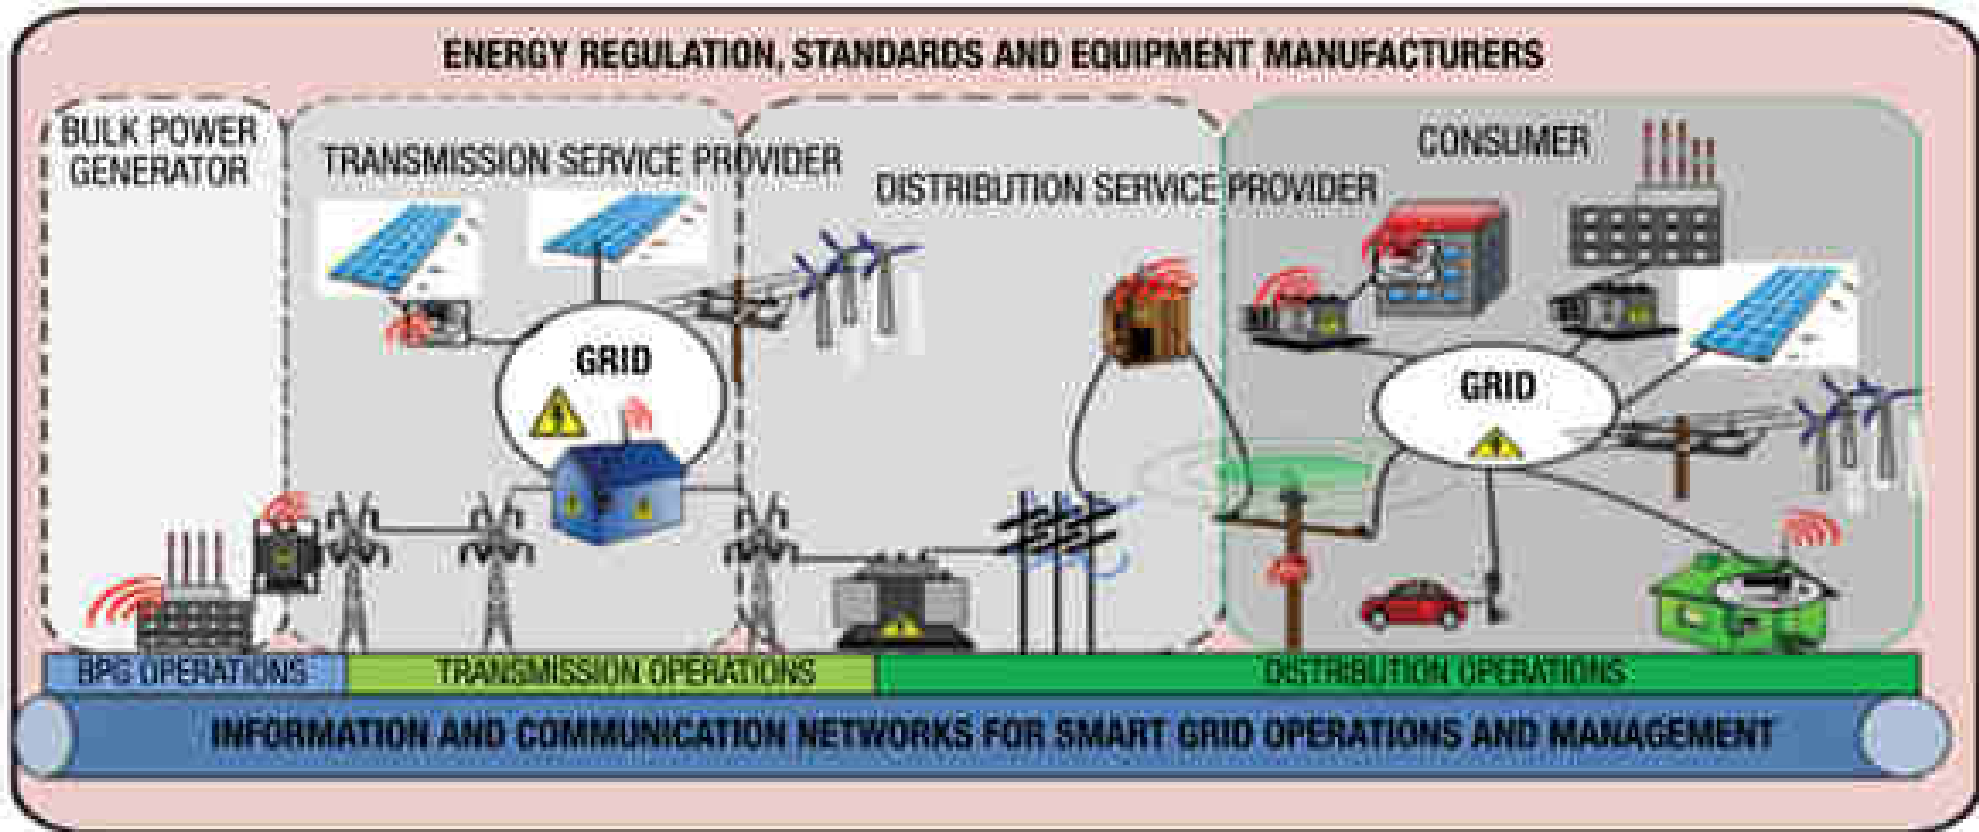 ENERGY REGULATION, STANDARDS AND EQUIPMENT MANUFACTURERS
BULK POWER
GENERATOR
TRANSMISSION SERVICE PROVIDER
DISTRIBUTION SERVICE PROVIDER
CONSUMER
GRID
GRID
BPG OPERATIONS
TRANSMISSION OPERATIONS
DISTRIBUTION OPERATIONS
INFORMATION AND COMMUNICATION NETWORKS FOR SMART GRID OPERATIONS AND MANAGEMENT